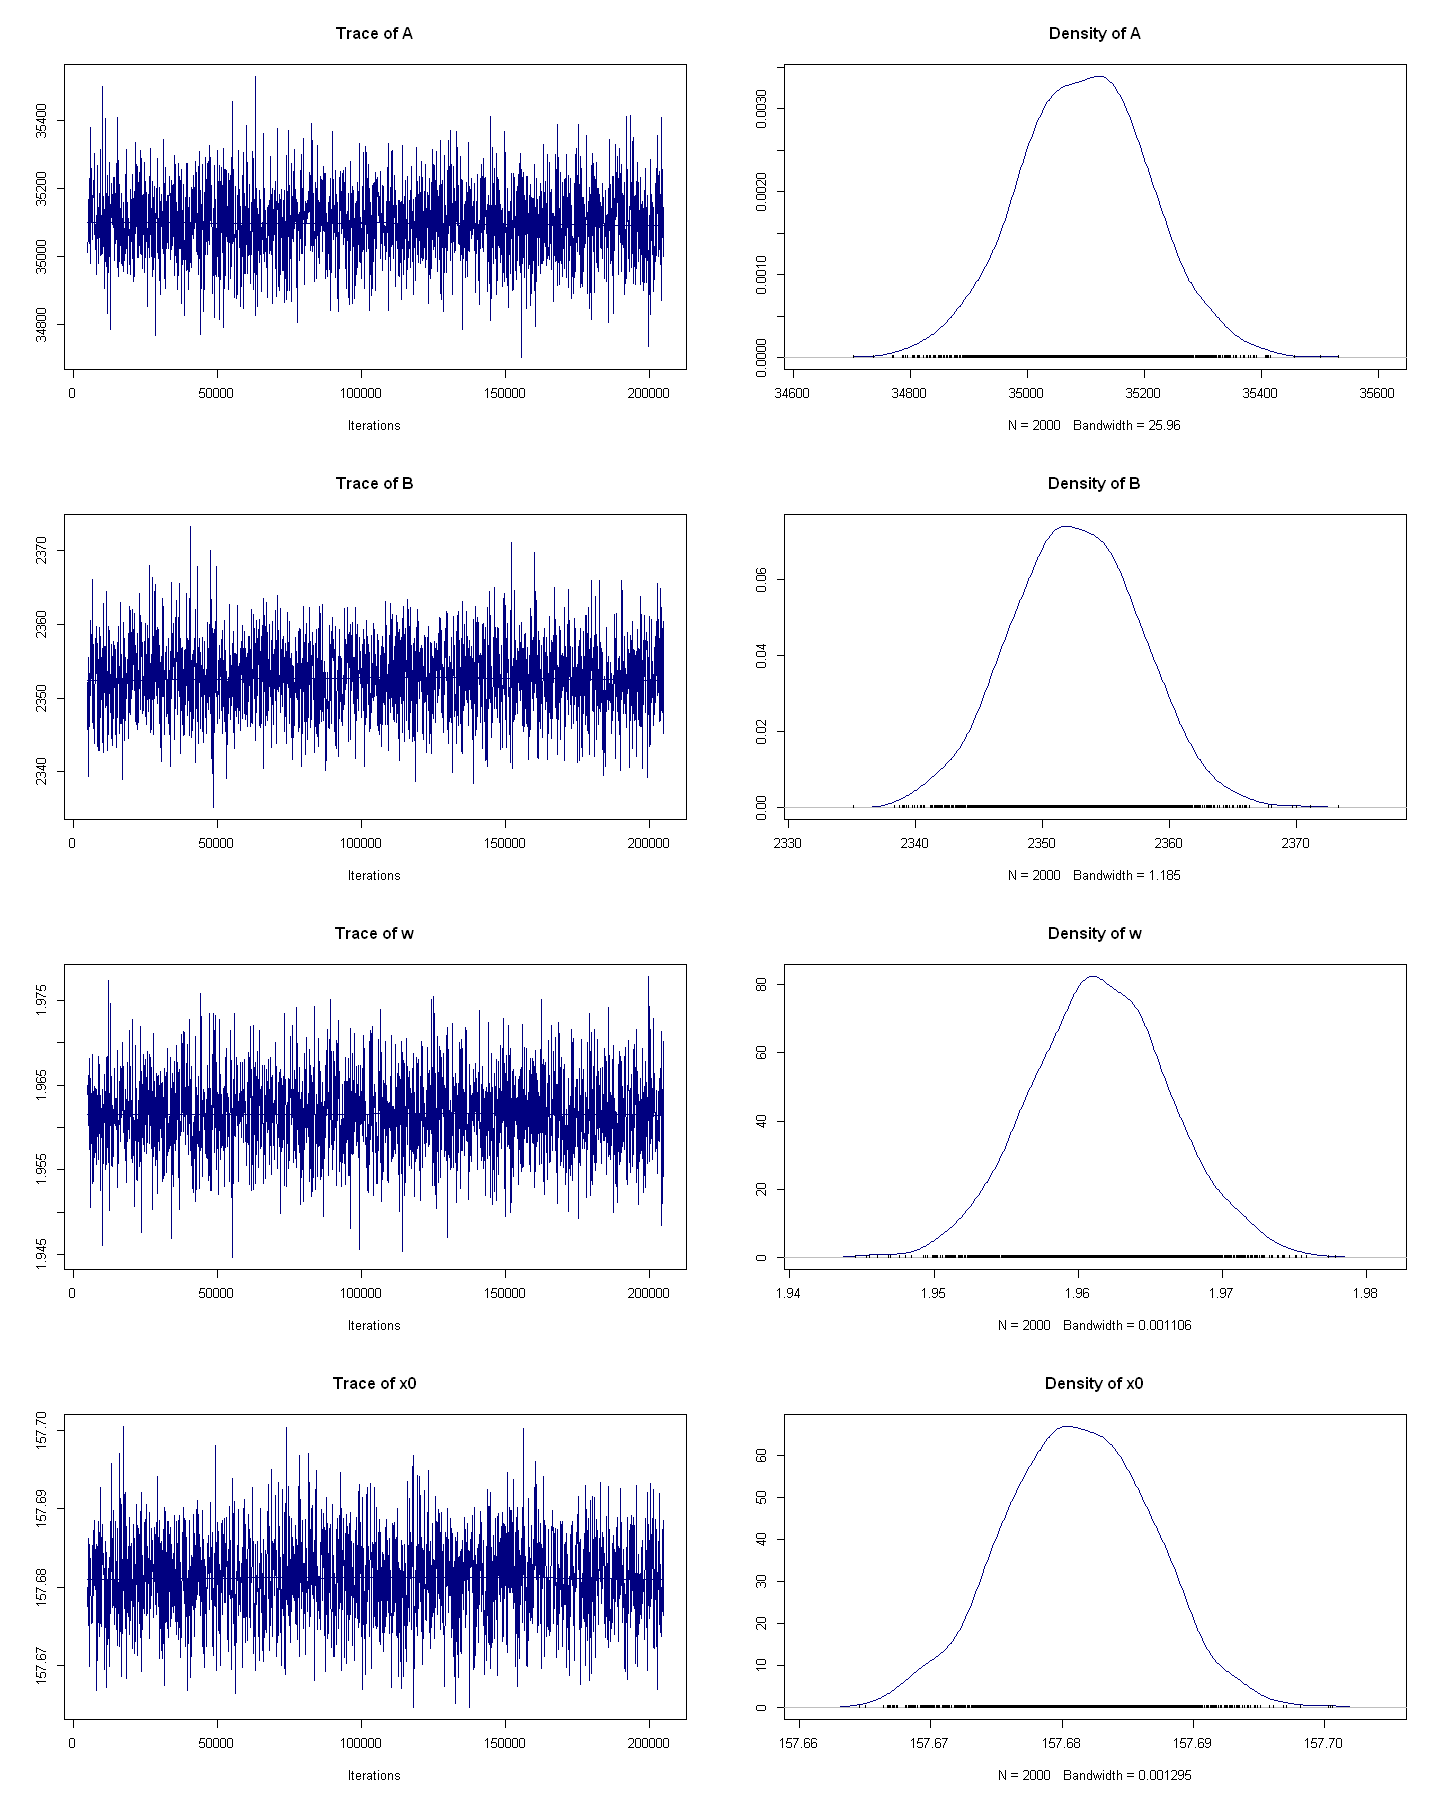 Trace of A
35400
35200
35000
34800
0 50000 100000 150000 200000
Iterations
Density of A
0.0030
0.0020
0.0010
0.0000
34600 34800 35000 35200 35400 35600
N = 2000 Bandwidth = 25.96
Trace of B
2370
2360
2350
2340
0 50000 100000 150000 200000
Iterations
Density of B
0.06
0.04
0.02
0.00
2330 2340 2350 2360 2370
N = 2000 Bandwidth = 1.185
Trace of w
1.975
1.965
1.955
1.945
0 50000 100000 150000 200000
Iterations
Density of w
80
60
40
20
0
1.94 1.95 1.96 1.97 1.98
N = 2000 Bandwidth = 0.001106
Trace of x0
157.70
157.69
157.68
157.67
0 50000 100000 150000 200000
Iterations
Density of x0
60
50
40
30
20
10
0
157.66 157.67 157.68 157.69 157.70
N = 2000 Bandwidth = 0.001295